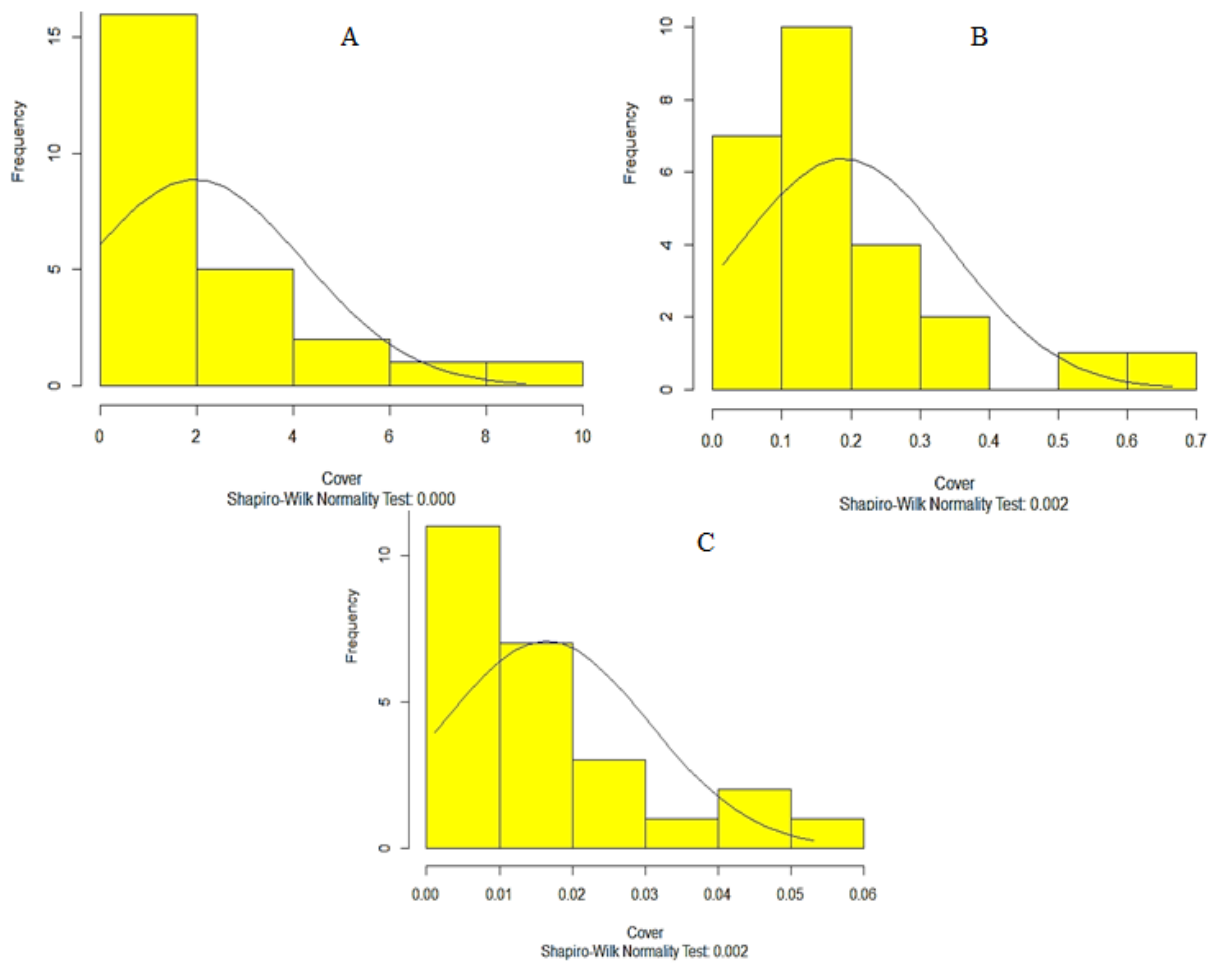 A
Frequency
15
10
5
0
0 2 4 6 8 10
Cover
Shapiro-Wilk Normality Test: 0.000
B
Frequency
10
8
6
4
2
0
0.0 0.1 0.2 0.3 0.4 0.5 0.6 0.7
Cover
Shapiro-Wilk Normality Test: 0.002
C
Frequency
10
5
0
0.00 0.01 0.02 0.03 0.04 0.05 0.06
Cover
Shapiro-Wilk Normality Test: 0.002